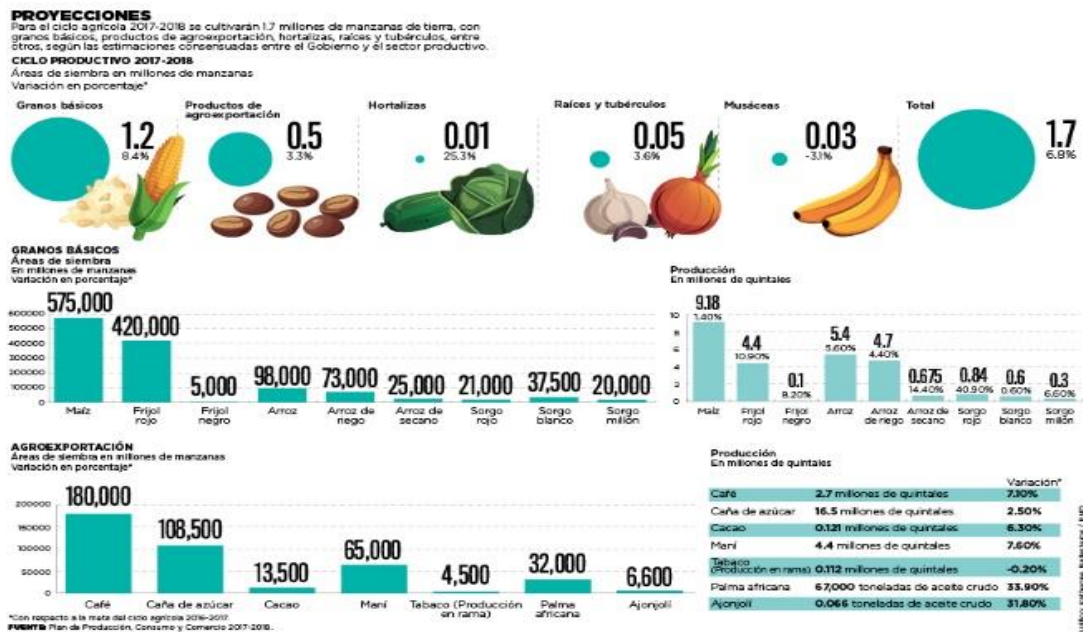 PROYECCIONES
Para el ciclo agrícola 2017-2018 se cultivarán 1.7 millones de manzanas de tierra, con
granos básicos, productos de agroexportación, hortalizas, raíces y tubérculos, entre
otros, según las estimaciones consensuadas entre el Gobierno y el sector productivo.
CICLO PRODUCTIVO 2017-2018
Áreas de siembra en millones de manzanas
Variación en porcentaje*
Granos básicos
1.2
8.4%
Productos de
agroexportación
0.5
3.3%
Hortalizas
0.01
25.3%
Raíces y tubérculos
0.05
3.6%
Musáceas
0.03
-3.1%
Total
1.7
6.8%
GRANOS BÁSICOS
Áreas de siembra
En millones de manzanas
Variación en porcentaje*
600000
500000
400000
300000
200000
100000
0
575,000
420,000
5,000
98,000
73,000
25,000
21,000
37,500
20,000
Maíz
Frijol
rojo
Frijol
negro
Arroz
Arroz de
riego
Arroz de
secano
Sorgo
rojo
Sorgo
blanco
Sorgo
millón
Producción
En millones de quintales
10
8
6
4
2
0
9.18
1.40%
4.4
10.90%
0.1
8.20%
5.4
5.60%
4.7
4.40%
0.675
14.40%
0.84
40.90%
0.6
0.60%
0.3
6.60%
Maíz
Frijol
rojo
Frijol
negro
Arroz
Arroz
de riego
Arroz de
secano
Sorgo
rojo
Sorgo
blanco
Sorgo
millón
AGROEXPORTACIÓN
Áreas de siembra en millones de manzanas
Variación en porcentaje*
200000
150000
100000
50000
0
180,000
108,500
13,500
65,000
4,500
32,000
6,600
Café
Caña de azúcar
Cacao
Maní
Tabaco (Producción
en rama)
Palma
africana
Ajonjolí
Producción
En millones de quintales
Variación*
Café 2.7 millones de quintales 7.10%
Caña de azúcar 16.5 millones de quintales 2.50%
Cacao 0.121 millones de quintales 6.30%
Maní 4.4 millones de quintales 7.60%
Tabaco
(Producción en rama) 0.112 millones de quintales -0.20%
Palma africana 67,000 toneladas de aceite crudo 33.90%
Ajonjolí 0.066 toneladas de aceite crudo 31.80%
*Con respecto a la meta del ciclo agrícola 2016-2017.
FUENTE: Plan de Producción, Consumo y Comercio 2017-2018.